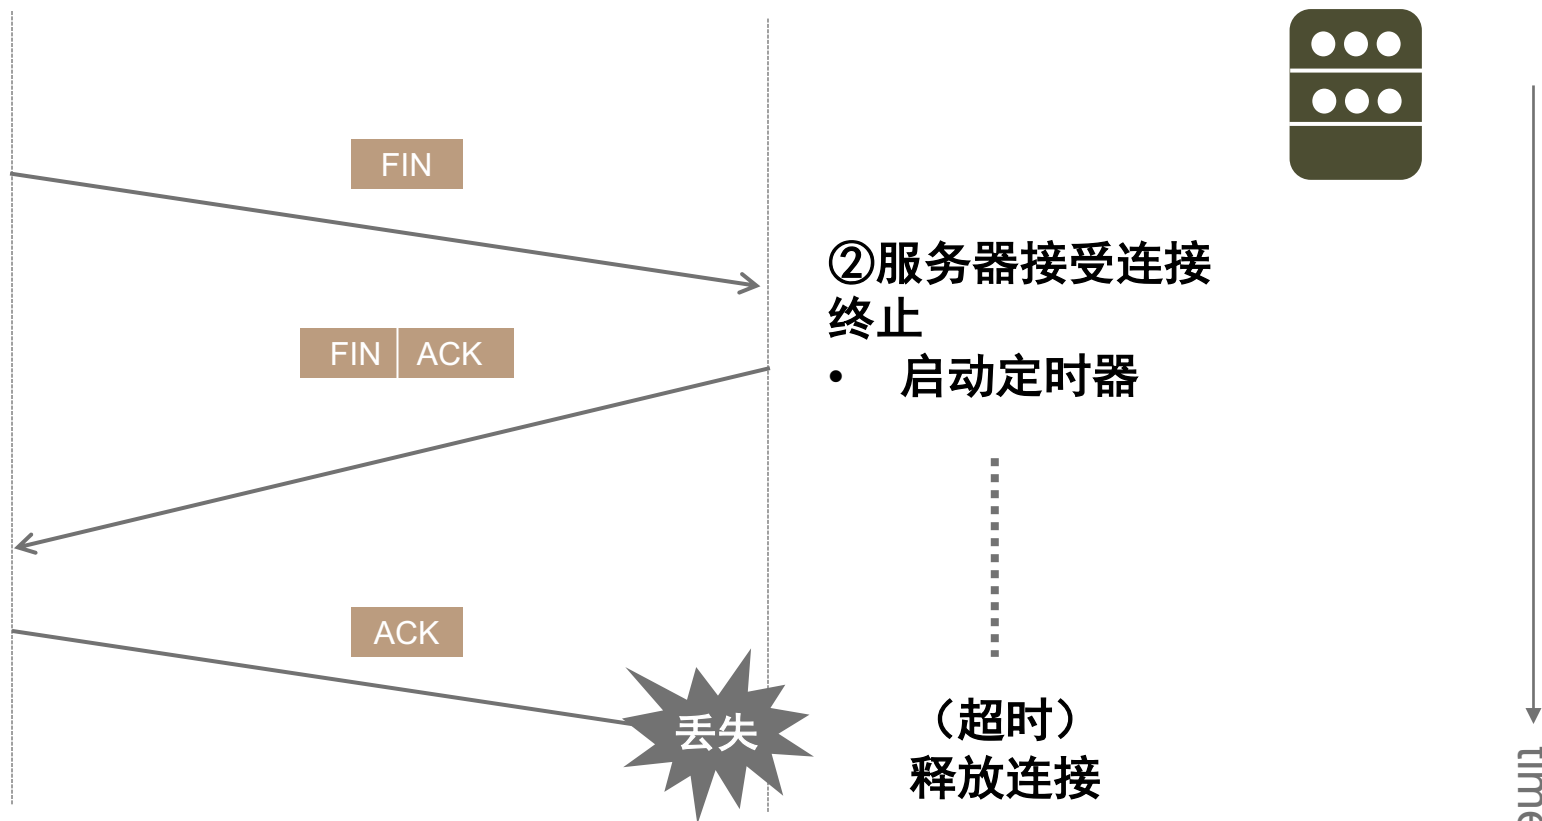 FIN
②服务器接受连接
终止
FIN ACK
• 启动定时器
ACK
丢失
（超时）
释放连接
time